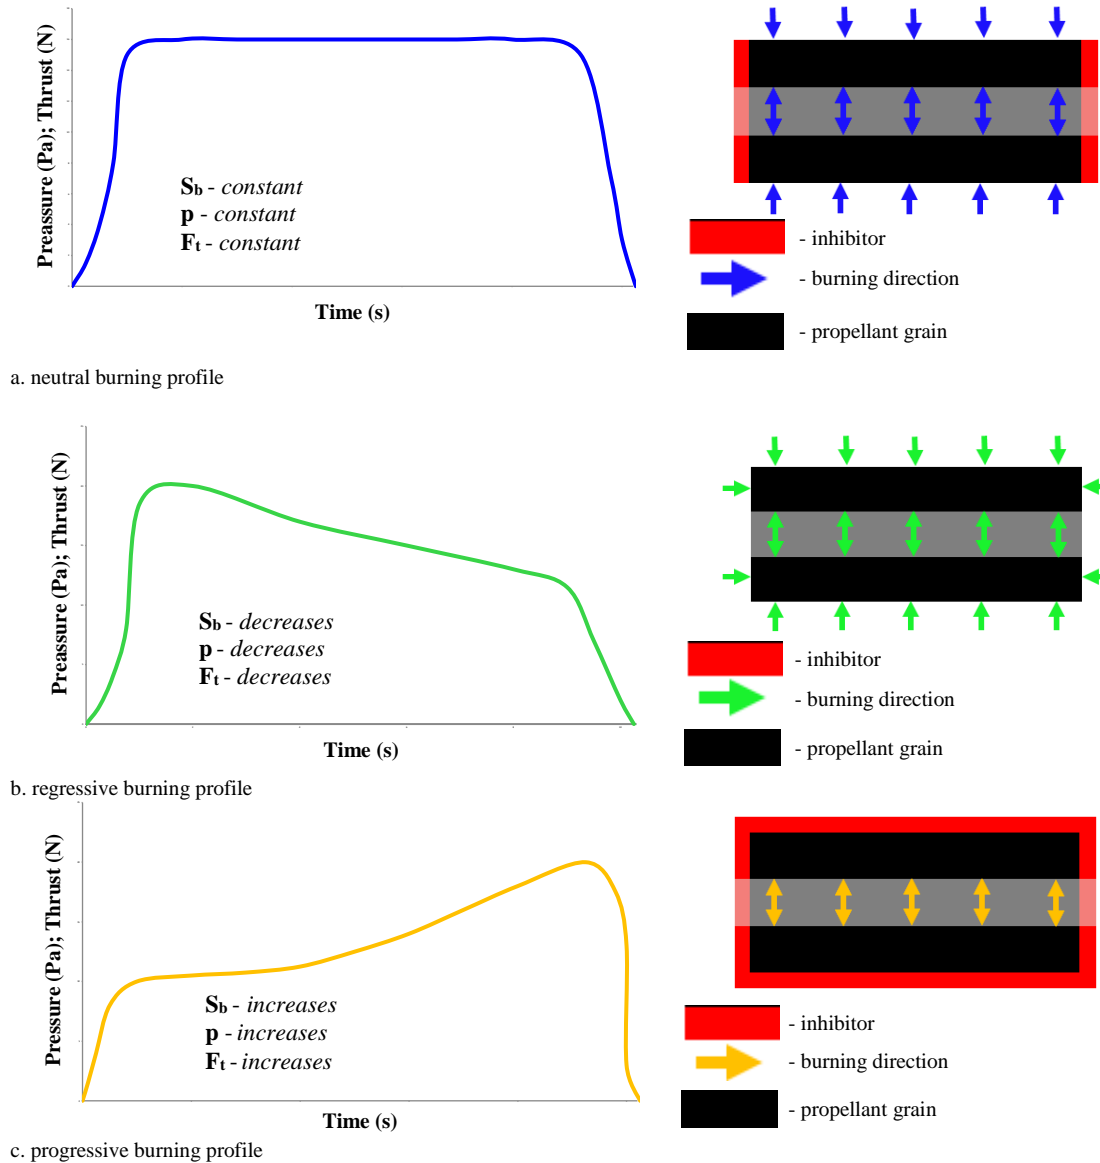 Preassure (Pa); Thrust (N)
Sb - constant
p - constant
Ft - constant
Time (s)
- inhibitor
- burning direction
- propellant grain
a. neutral burning profile
Preassure (Pa); Thrust (N)
Sb - decreases
p - decreases
Ft - decreases
Time (s)
- inhibitor
- burning direction
- propellant grain
b. regressive burning profile
Pressure (Pa); Thrust (N)
Sb - increases
p - increases
Ft - increases
Time (s)
- inhibitor
- burning direction
- propellant grain
c. progressive burning profile